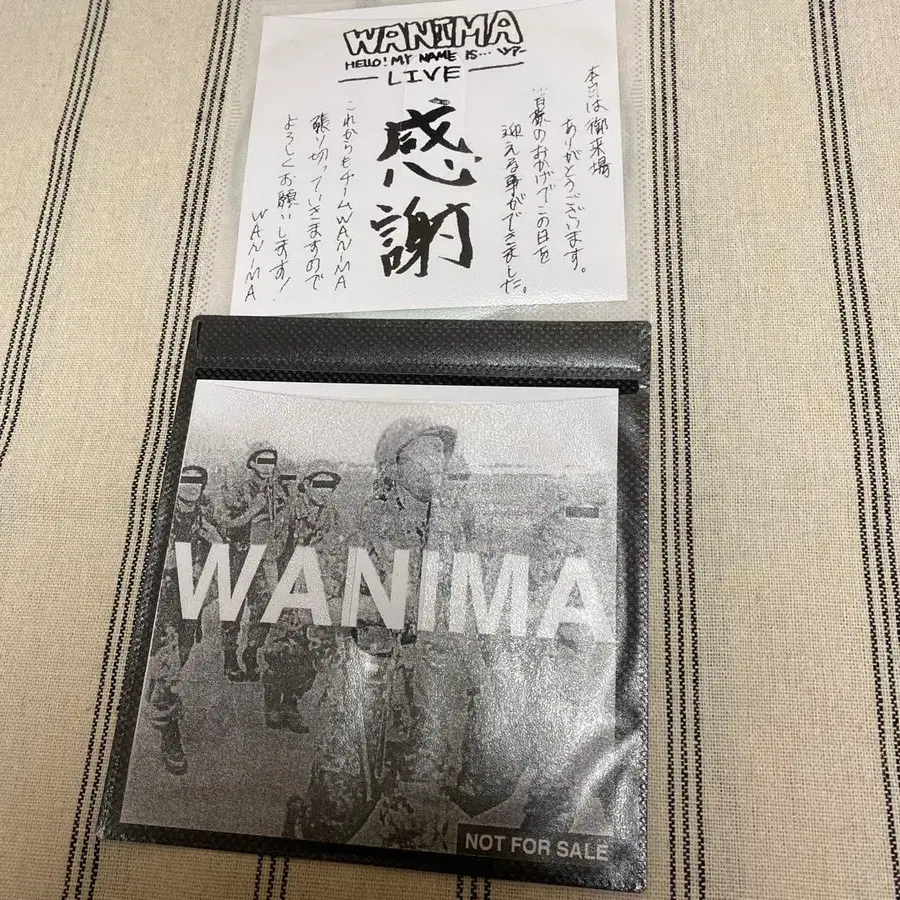 WANIMA
HELLO! MY NAME IS…
LIVE
本日は御来場
ありがとうございます。
皆様のおかげでこの日を
迎える事ができました。
感謝
これからもチームWANIMA
張り切っていきますので
よろしくお願いします!
WANIMA
WANIMA
NOT FOR SALE